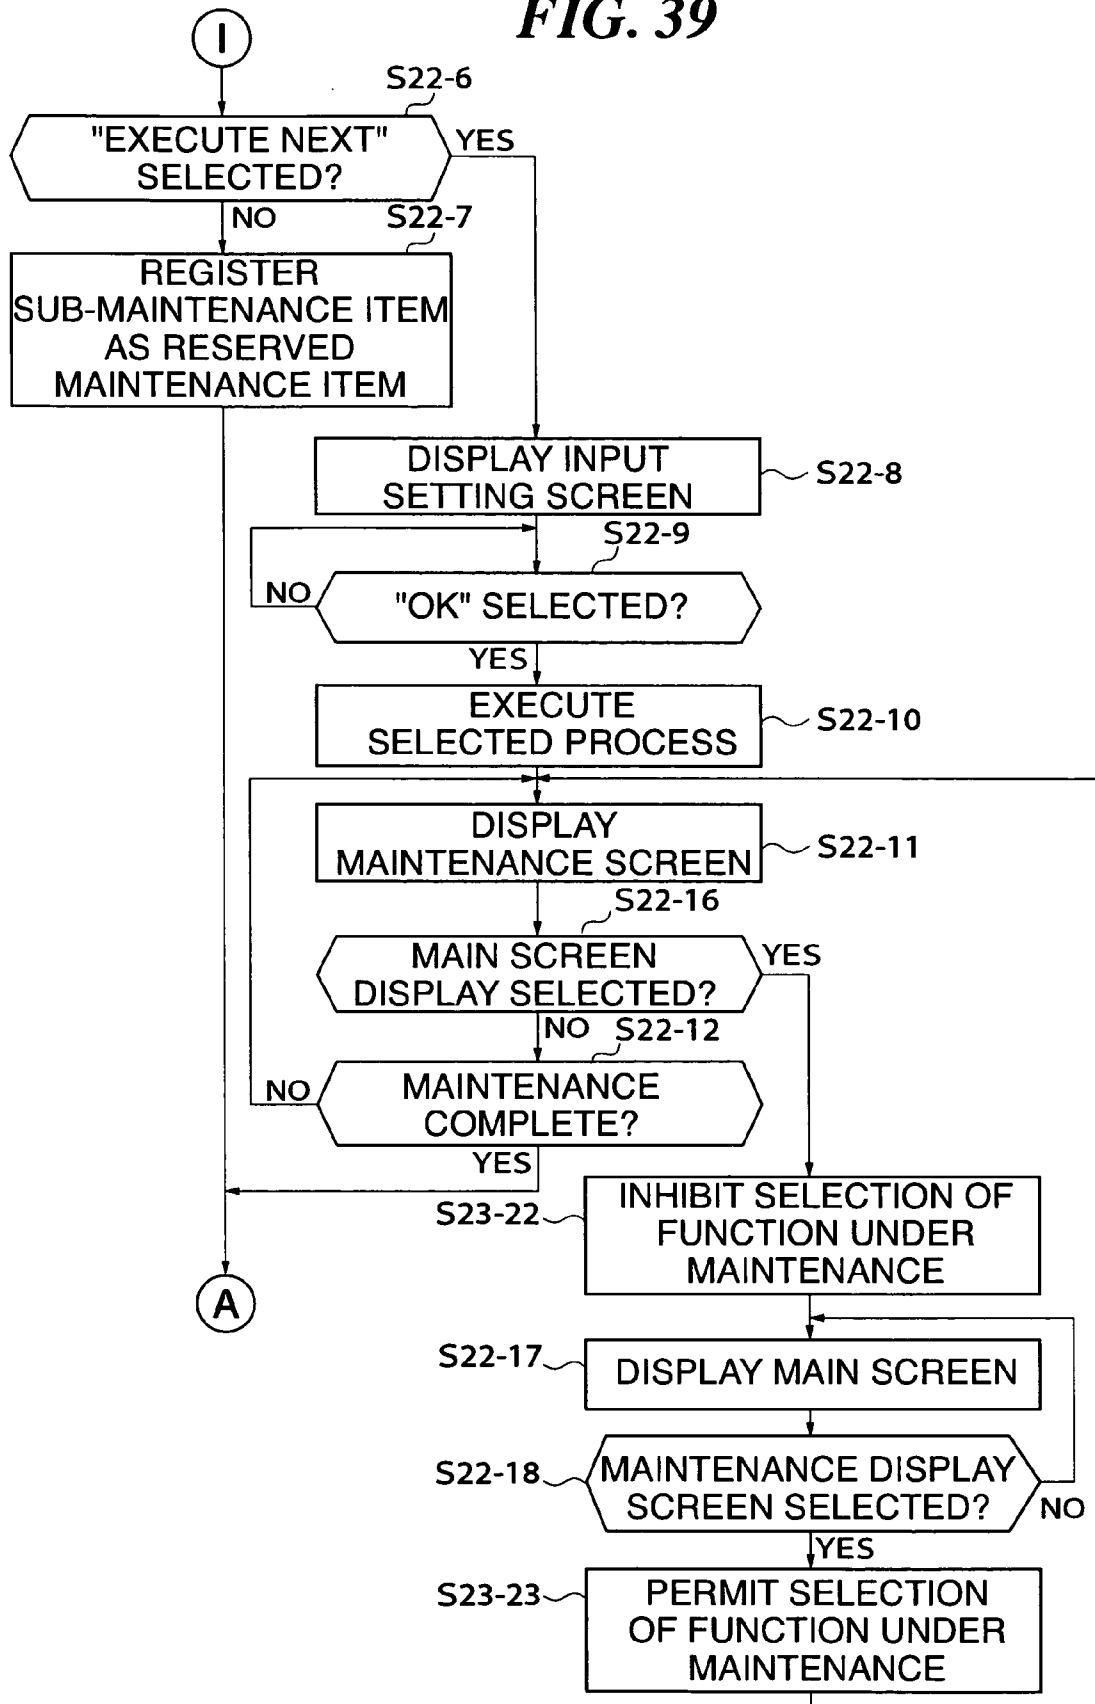 FIG. 39
I
S22-6
"EXECUTE NEXT"
SELECTED?
YES
NO
S22-7
REGISTER
SUB-MAINTENANCE ITEM
AS RESERVED
MAINTENANCE ITEM
DISPLAY INPUT
SETTING SCREEN
S22-8
S22-9
NO
"OK" SELECTED?
YES
EXECUTE
SELECTED PROCESS
S22-10
DISPLAY
MAINTENANCE SCREEN
S22-11
S22-16
MAIN SCREEN
DISPLAY SELECTED?
YES
NO
S22-12
NO
MAINTENANCE
COMPLETE?
YES
S23-22
INHIBIT SELECTION OF
FUNCTION UNDER
MAINTENANCE
A
S22-17
DISPLAY MAIN SCREEN
S22-18
MAINTENANCE DISPLAY
SCREEN SELECTED?
NO
YES
S23-23
PERMIT SELECTION
OF FUNCTION UNDER
MAINTENANCE